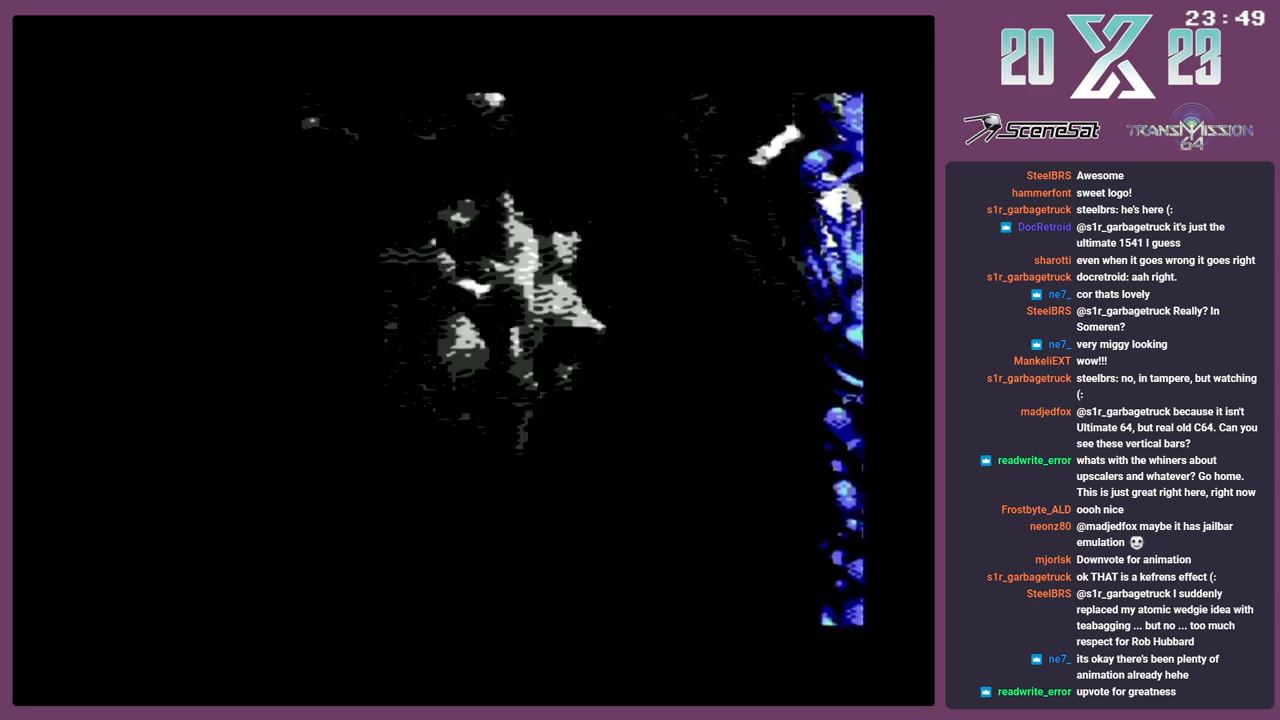 23:49
20 X 23
SCENESAT
TRANSMISSION
64
SteelBRS Awesome
hammerfont sweet logo!
s1r_garbagetruck steelbrs: he's here (:
DocRetroid @s1r_garbagetruck it's just the
ultimate 1541 I guess
sharotti even when it goes wrong it goes right
s1r_garbagetruck docretroid: aah right.
ne7_ cor thats lovely
SteelBRS @s1r_garbagetruck Really? In
Someren?
ne7_ very miggy looking
MankeliEXT wow!!!
s1r_garbagetruck steelbrs: no, in tampere, but watching
(:
madjedfox @s1r_garbagetruck because it isn't
Ultimate 64, but real old C64. Can you
see these vertical bars?
readwrite_error whats with the whiners about
upscalers and whatever? Go home.
This is just great right here, right now
Frostbyte_ALD oooh nice
neonz80 @madjedfox maybe it has jailbar
emulation
mjorlsk Downvote for animation
s1r_garbagetruck ok THAT is a kefrens effect (:
SteelBRS @s1r_garbagetruck I suddenly
replaced my atomic wedgie idea with
teabagging ... but no ... too much
respect for Rob Hubbard
ne7_ its okay there's been plenty of
animation already hehe
readwrite_error upvote for greatness